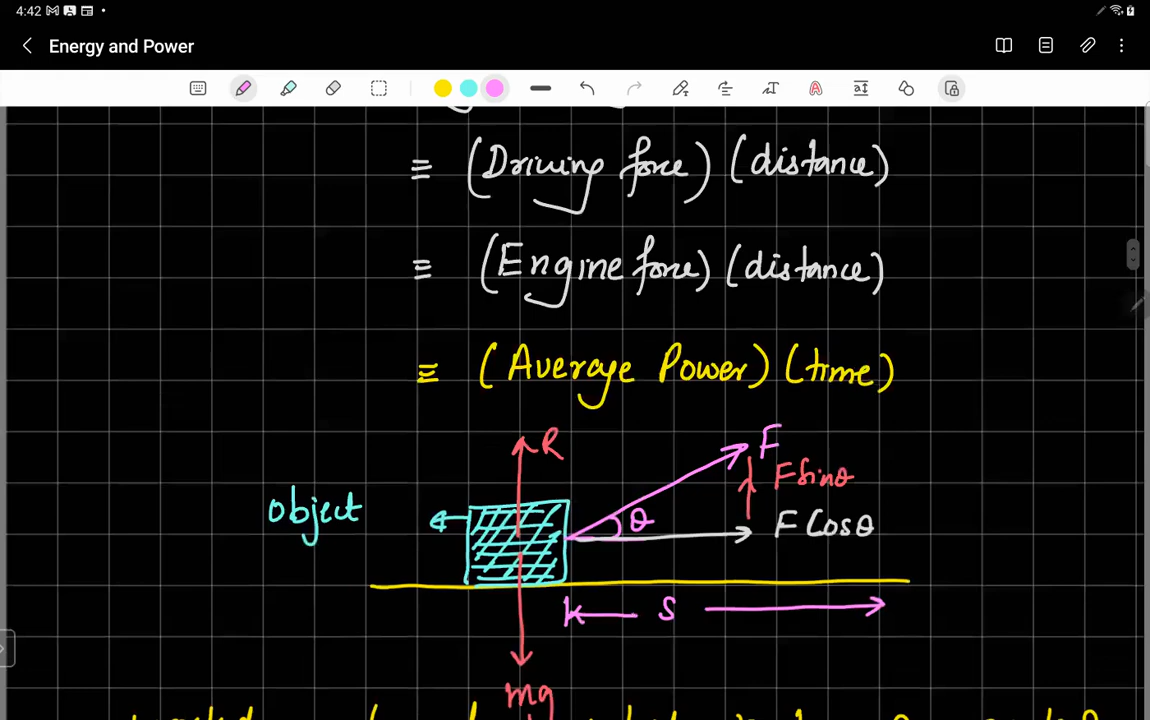 4:42
Energy and Power
≡ (Driving force) (distance)
≡ (Engine force) (distance)
≡ (Average Power) (time)
R
F
F sinθ
object
θ
F Cosθ
S
mg